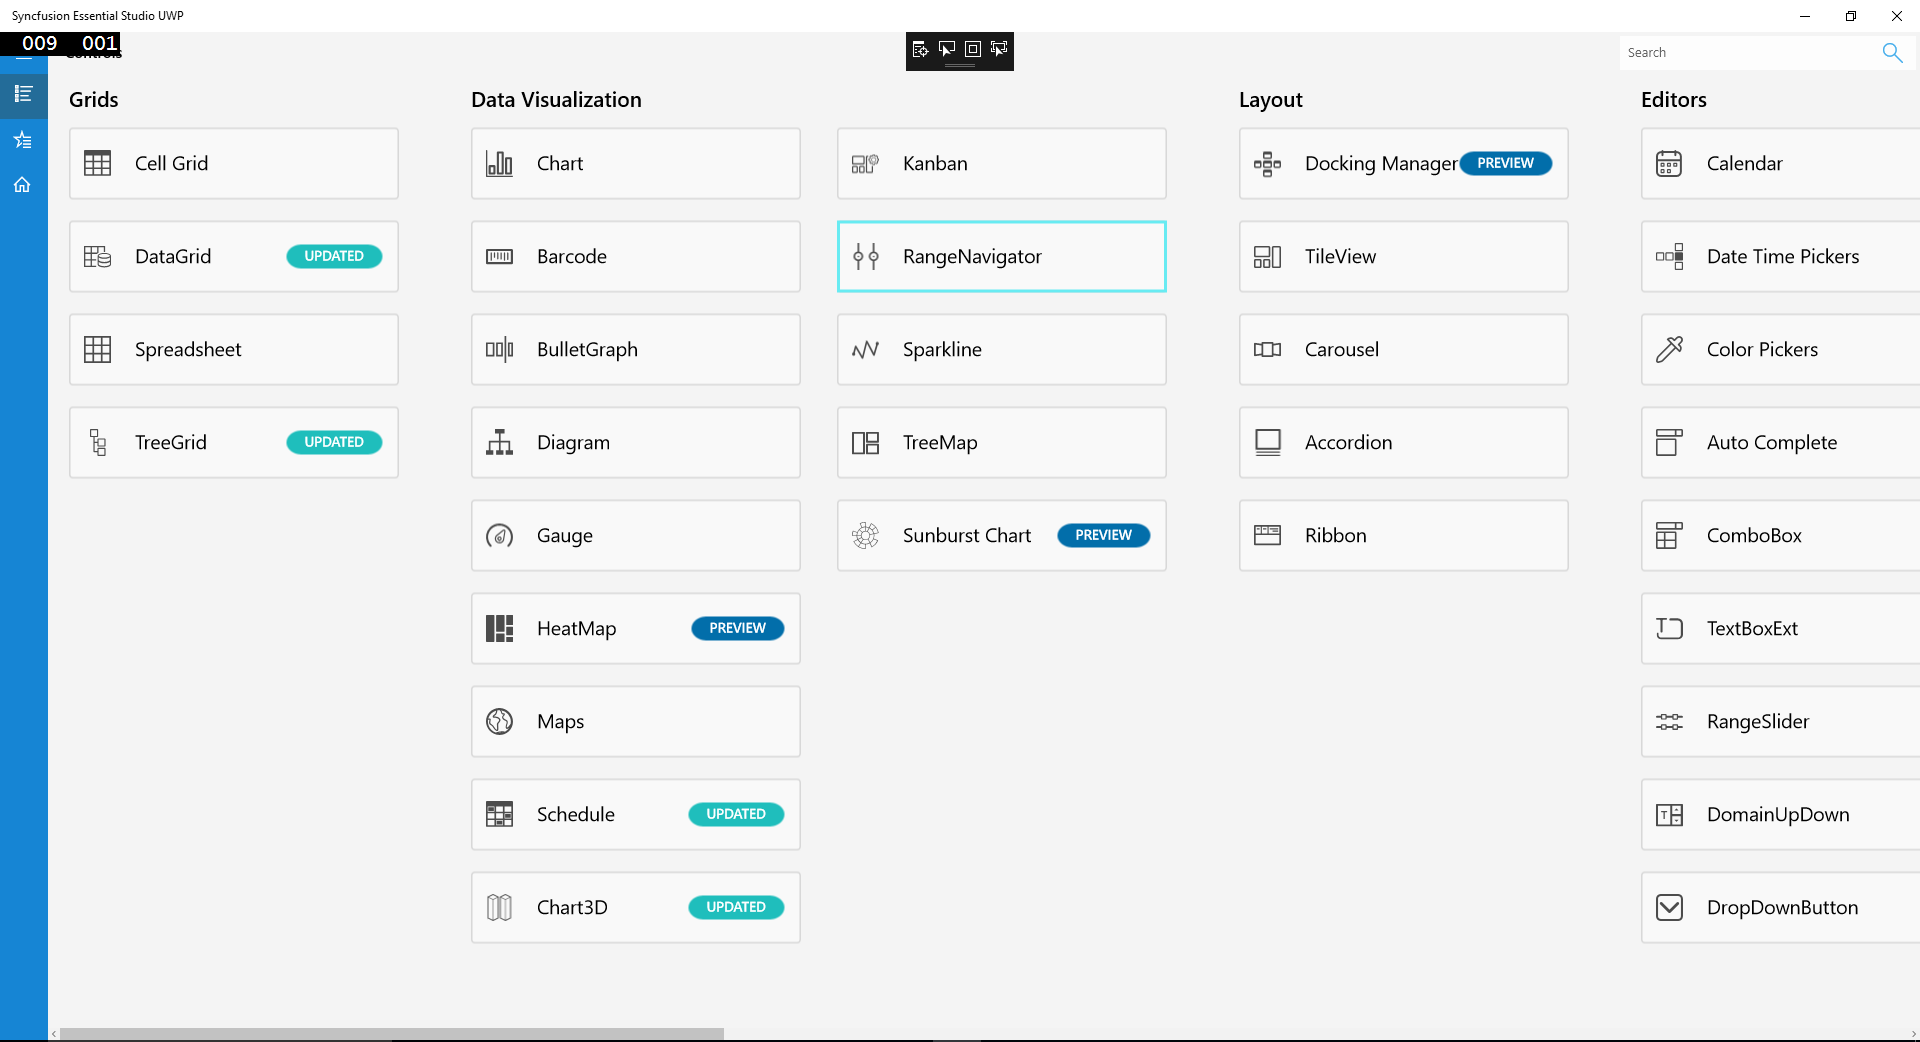 Syncfusion Essential Studio UWP
009 001
Controls
Search
Grids
Cell Grid
DataGrid UPDATED
Spreadsheet
TreeGrid UPDATED
Data Visualization
Chart
Barcode
BulletGraph
Diagram
Gauge
HeatMap PREVIEW
Maps
Schedule UPDATED
Chart3D UPDATED
Kanban
RangeNavigator
Sparkline
TreeMap
Sunburst Chart PREVIEW
Layout
Docking Manager PREVIEW
TileView
Carousel
Accordion
Ribbon
Editors
Calendar
Date Time Pickers
Color Pickers
Auto Complete
ComboBox
TextBoxExt
RangeSlider
DomainUpDown
DropDownButton